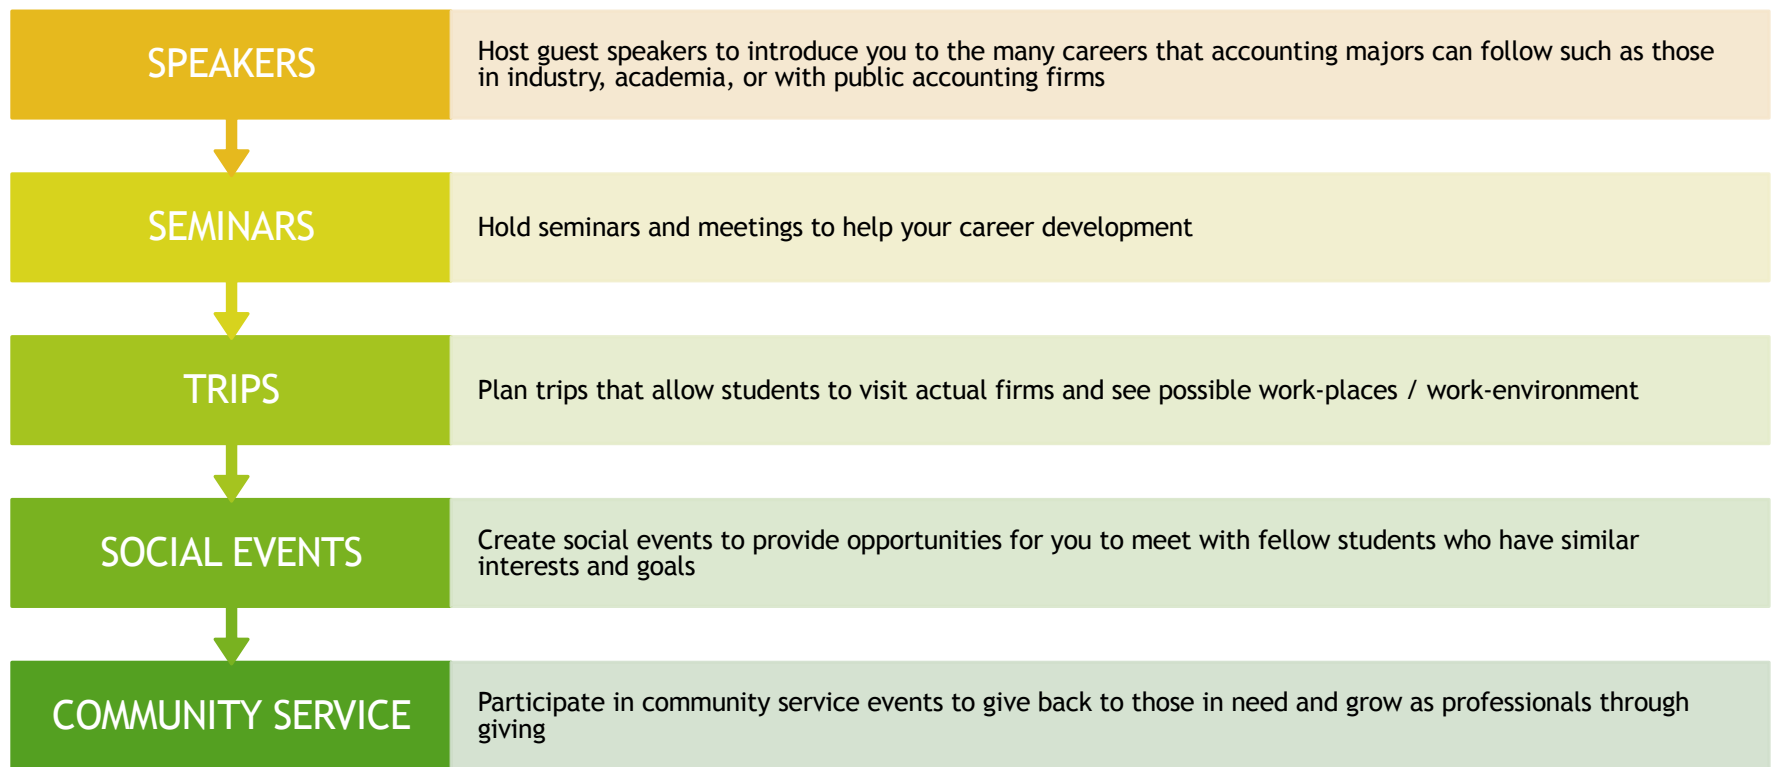 SPEAKERS
Host guest speakers to introduce you to the many careers that accounting majors can follow such as those
in industry, academia, or with public accounting firms
SEMINARS
Hold seminars and meetings to help your career development
TRIPS
Plan trips that allow students to visit actual firms and see possible work-places / work-environment
SOCIAL EVENTS
Create social events to provide opportunities for you to meet with fellow students who have similar
interests and goals
COMMUNITY SERVICE
Participate in community service events to give back to those in need and grow as professionals through
giving